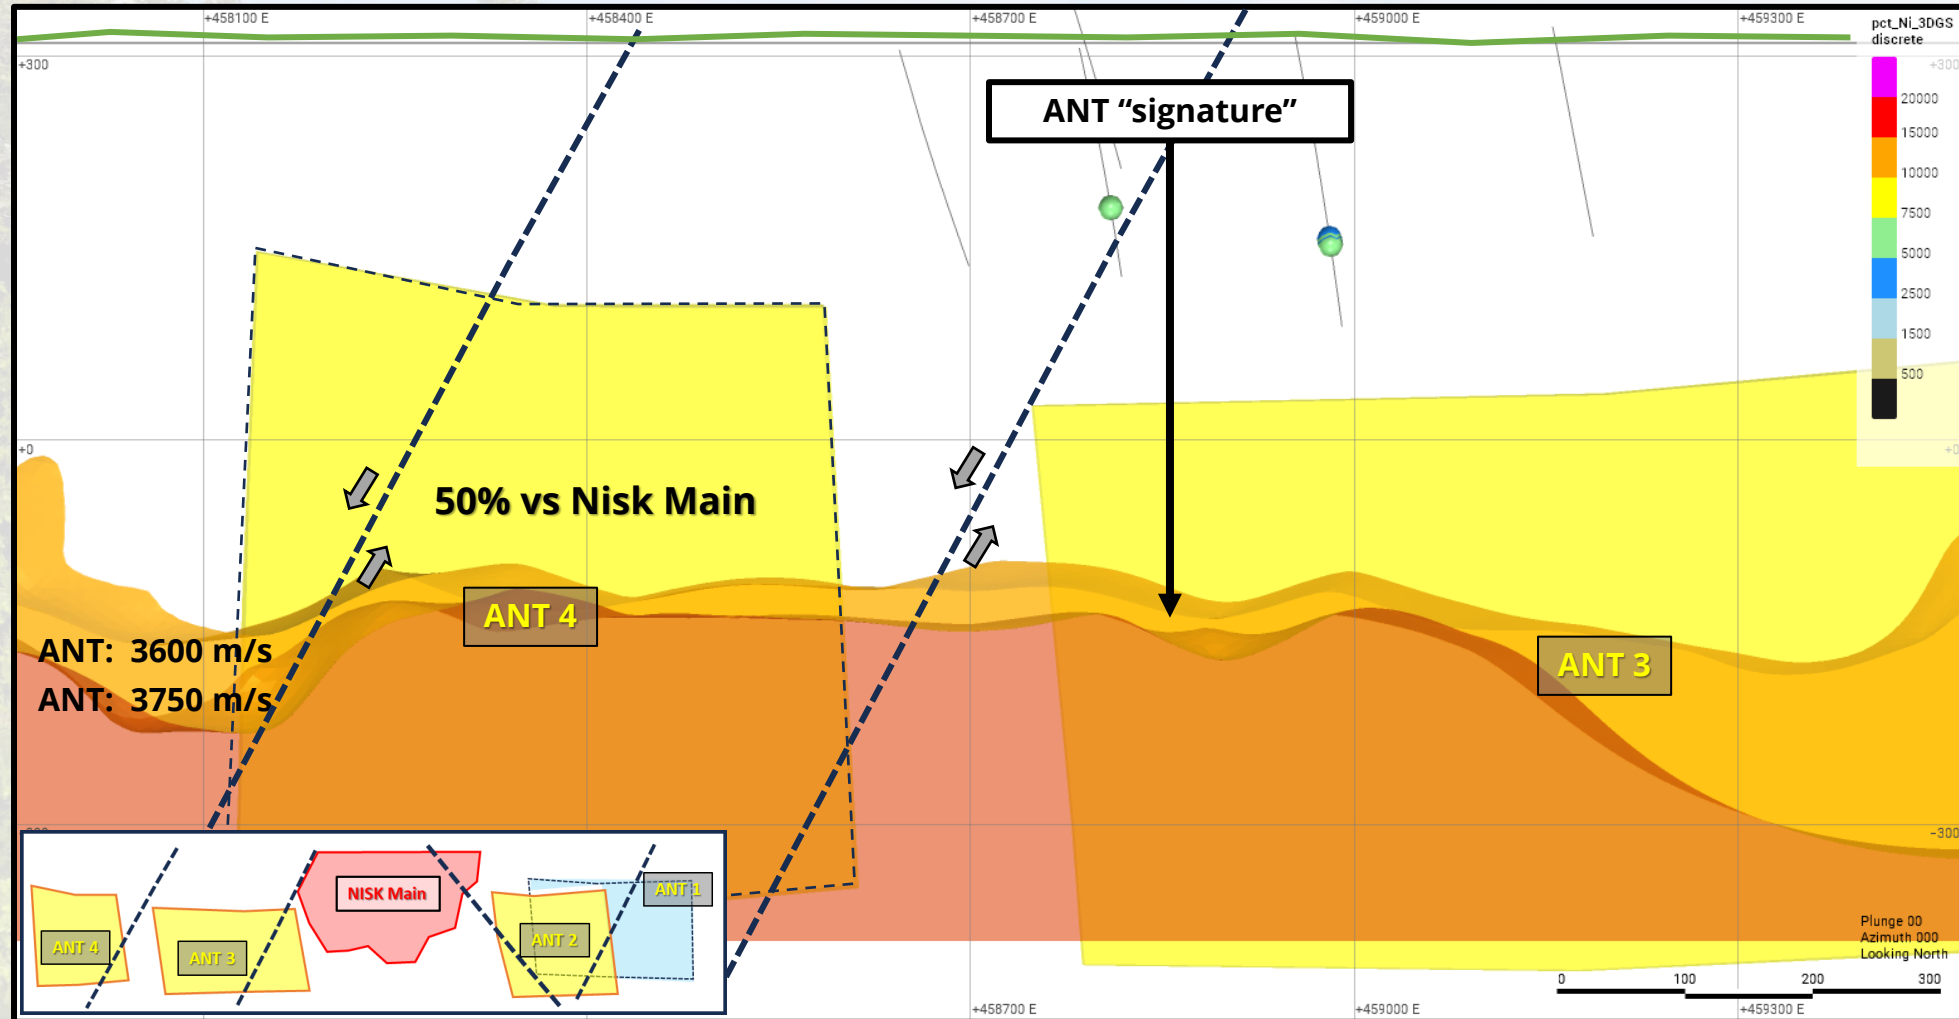 +458100 E
+458400 E
+458700 E
+459000 E
+459300 E
pct_Ni_3DGS
discrete
+300
+300
20000
15000
10000
7500
5000
2500
1500
500
ANT “signature”
+0
+0
50% vs Nisk Main
ANT 4
ANT 3
ANT: 3600 m/s
ANT: 3750 m/s
-300
NISK Main
ANT 1
ANT 2
ANT 3
ANT 4
Plunge 00
Azimuth 000
Looking North
0 100 200 300
+458700 E
+459000 E
+459300 E